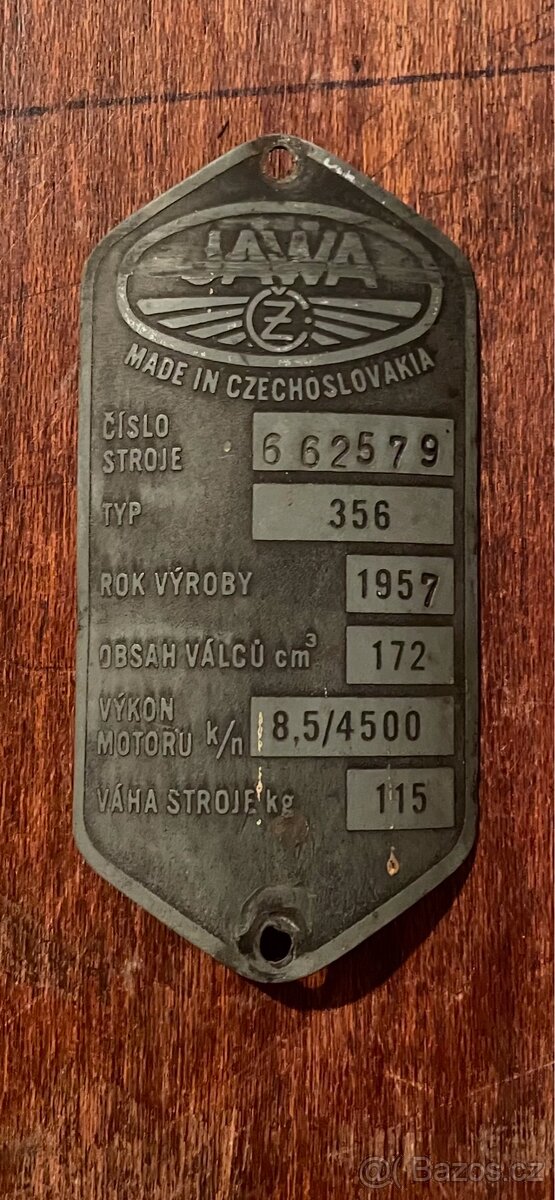 JAWA
ČZ
MADE IN CZECHOSLOVAKIA
ČÍSLO STROJE 662579
TYP 356
ROK VÝROBY 1957
OBSAH VÁLCŮ cm³ 172
VÝKON MOTORU k/n 8,5/4500
VÁHA STROJE kg 115
@ Bazos.cz